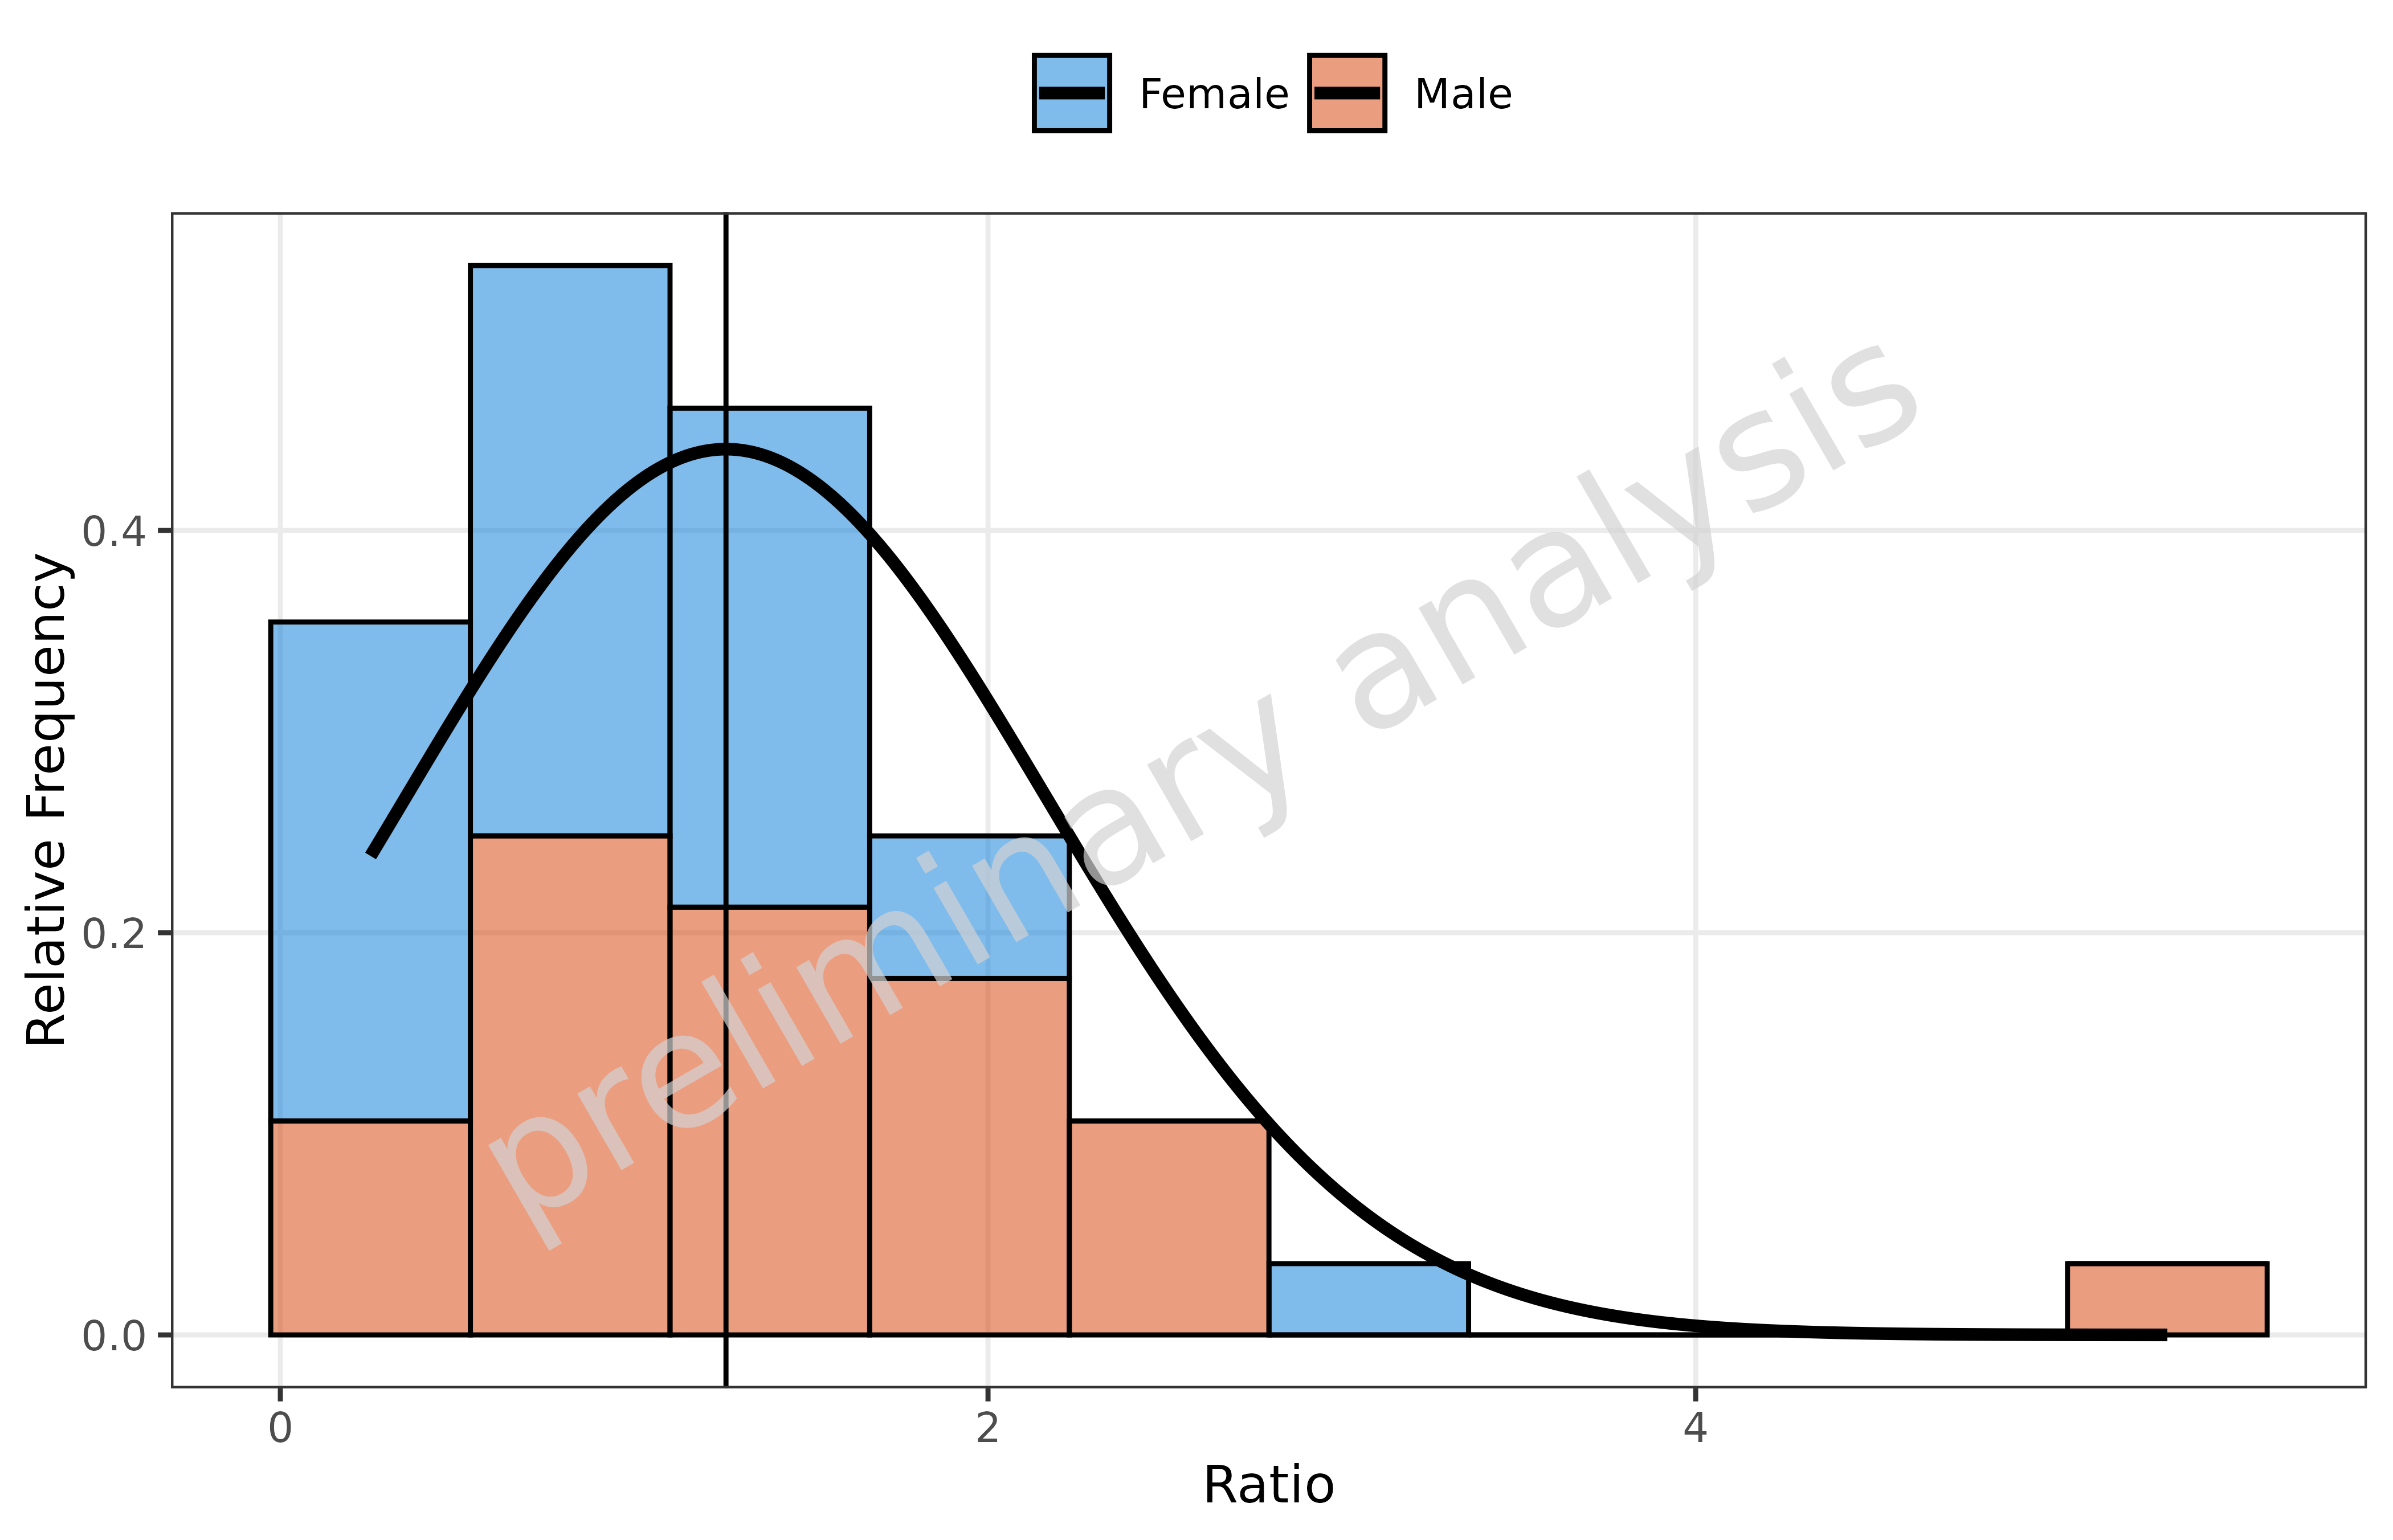 Female Male
0.4
0.2
0.0
Relative Frequency
preliminary analysis
0 2 4
Ratio